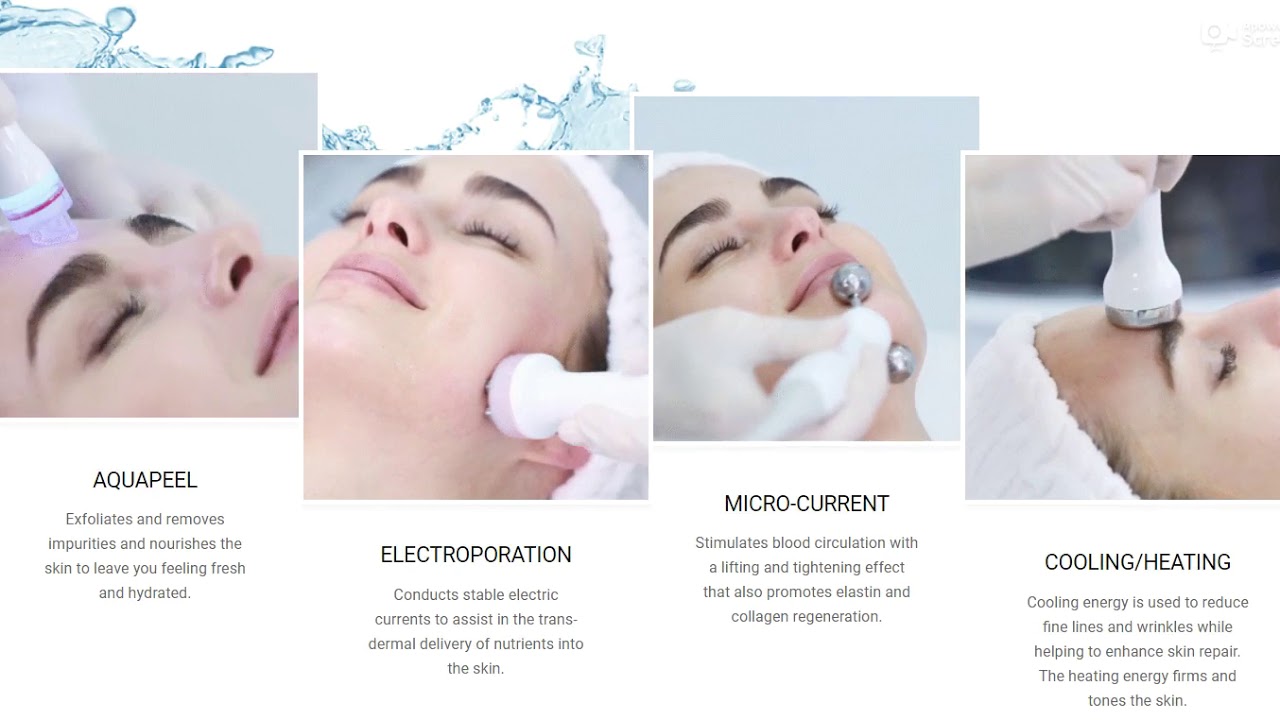 AQUAPEEL
Exfoliates and removes
impurities and nourishes the
skin to leave you feeling fresh
and hydrated.
ELECTROPORATION
Conducts stable electric
currents to assist in the trans-
dermal delivery of nutrients into
the skin.
MICRO-CURRENT
Stimulates blood circulation with
a lifting and tightening effect
that also promotes elastin and
collagen regeneration.
COOLING/HEATING
Cooling energy is used to reduce
fine lines and wrinkles while
helping to enhance skin repair.
The heating energy firms and
tones the skin.